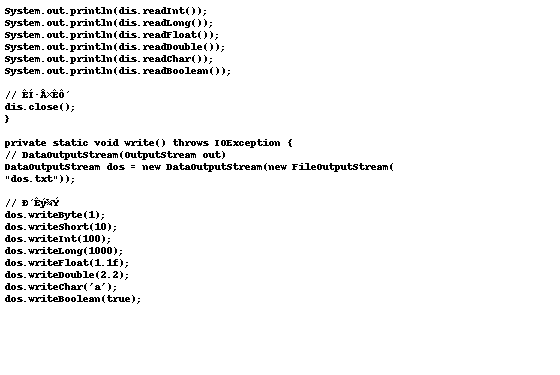 System.out.println(dis.readInt());
System.out.println(dis.readLong());
System.out.println(dis.readFloat());
System.out.println(dis.readDouble());
System.out.println(dis.readChar());
System.out.println(dis.readBoolean());
// ÊÍ·Å×ÊÔ´
dis.close();
}
private static void write() throws IOException {
// DataOutputStream(OutputStream out)
DataOutputStream dos = new DataOutputStream(new FileOutputStream(
"dos.txt"));
// Ð´Êý¾Ý
dos.writeByte(1);
dos.writeShort(10);
dos.writeInt(100);
dos.writeLong(1000);
dos.writeFloat(1.1f);
dos.writeDouble(2.2);
dos.writeChar('a');
dos.writeBoolean(true);